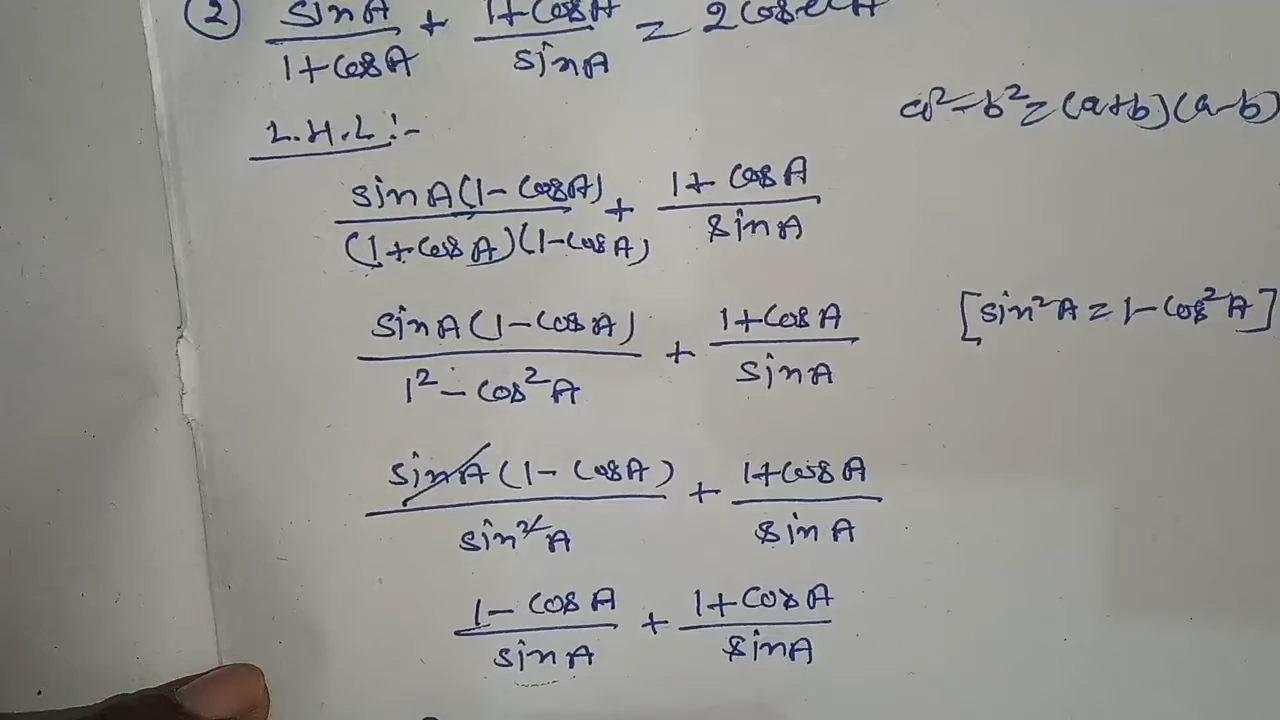 ② sinA/1+cosA + 1+cosA/sinA = 2cosecA
a²-b²=(a+b)(a-b)
L.H.L:-
sinA(1-cosA)/(1+cosA)(1-cosA) + 1+cosA/sinA
sinA(1-cosA)/1²-cos²A + 1+cosA/sinA
[sin²A=1-cos²A]
sinA(1-cosA)/sin²A + 1+cosA/sinA
1-cosA/sinA + 1+cosA/sinA